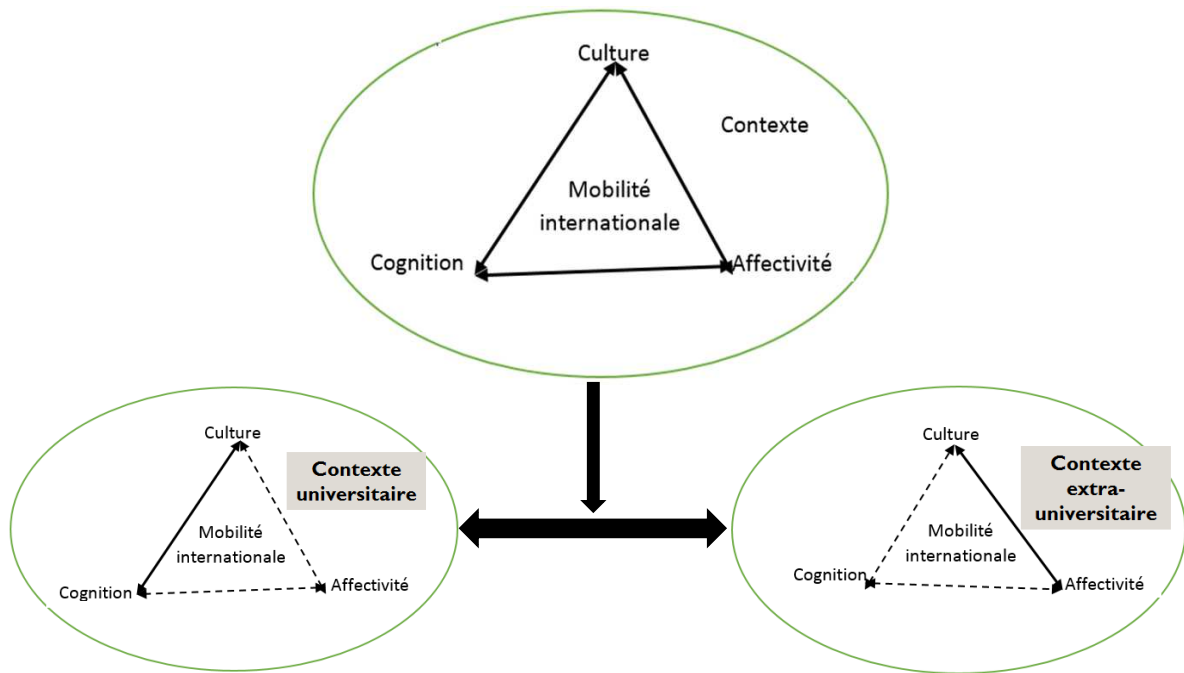 Culture
Contexte
Mobilité
internationale
Cognition
Affectivité
Culture
Contexte
universitaire
Mobilité
internationale
Cognition
Affectivité
Culture
Contexte
extra-
universitaire
Mobilité
internationale
Cognition
Affectivité